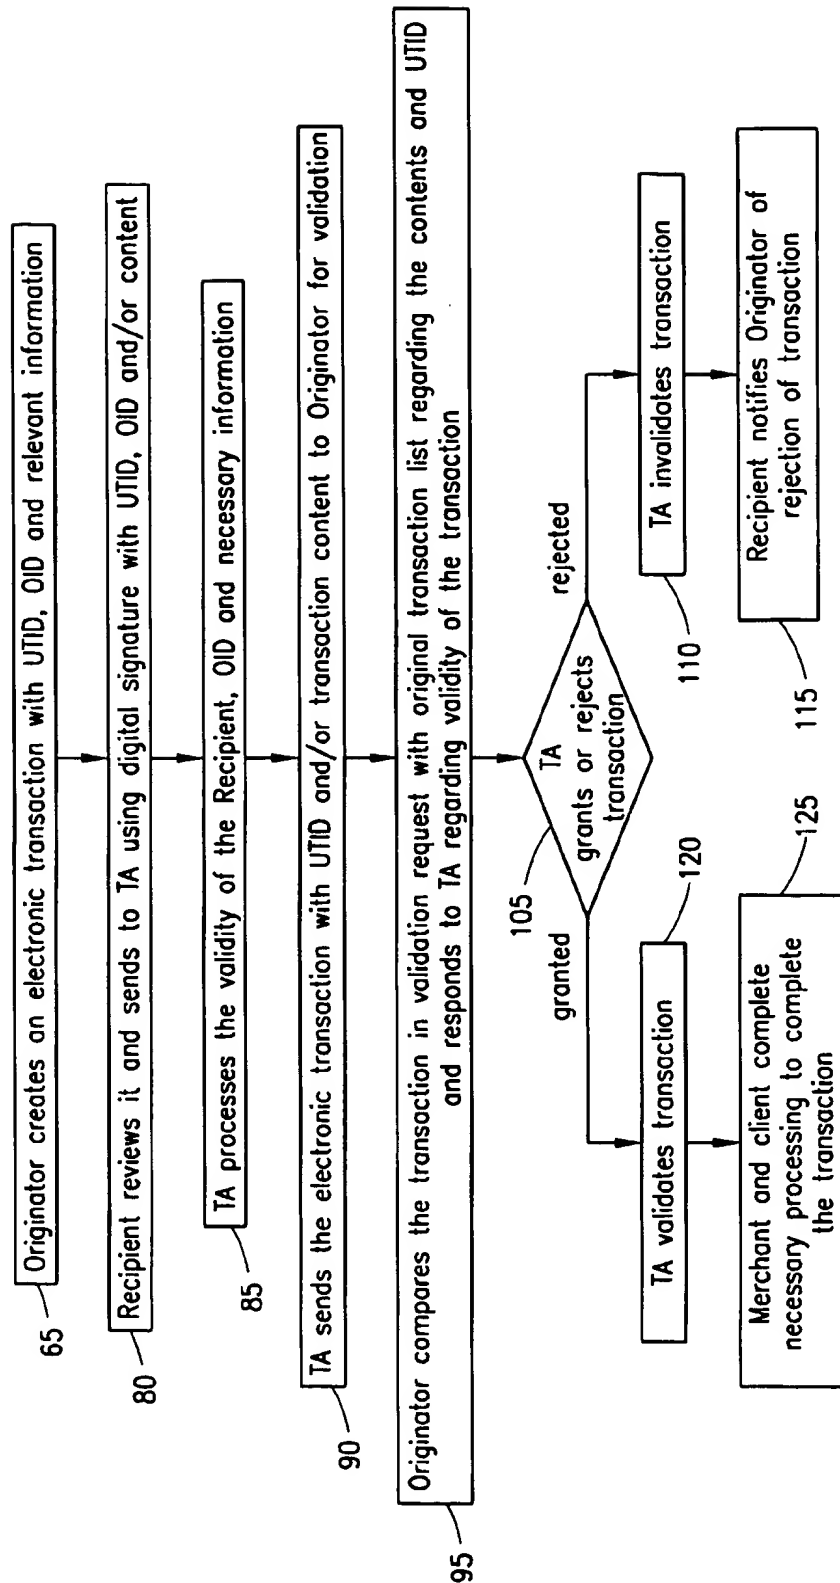 Originator creates an electronic transaction with UTID, OID and relevant information
65
Recipient reviews it and sends to TA using digital signature with UTID, OID and/or content
80
TA processes the validity of the Recipient, OID and necessary information
85
TA sends the electronic transaction with UTID and/or transaction content to Originator for validation
90
Originator compares the transaction in validation request with original transaction list regarding the contents and UTID
and responds to TA regarding validity of the transaction
95
TA
grants or rejects
transaction
105
granted
rejected
TA validates transaction
120
Merchant and client complete
necessary processing to complete
the transaction
125
TA invalidates transaction
110
Recipient notifies Originator of
rejection of transaction
115